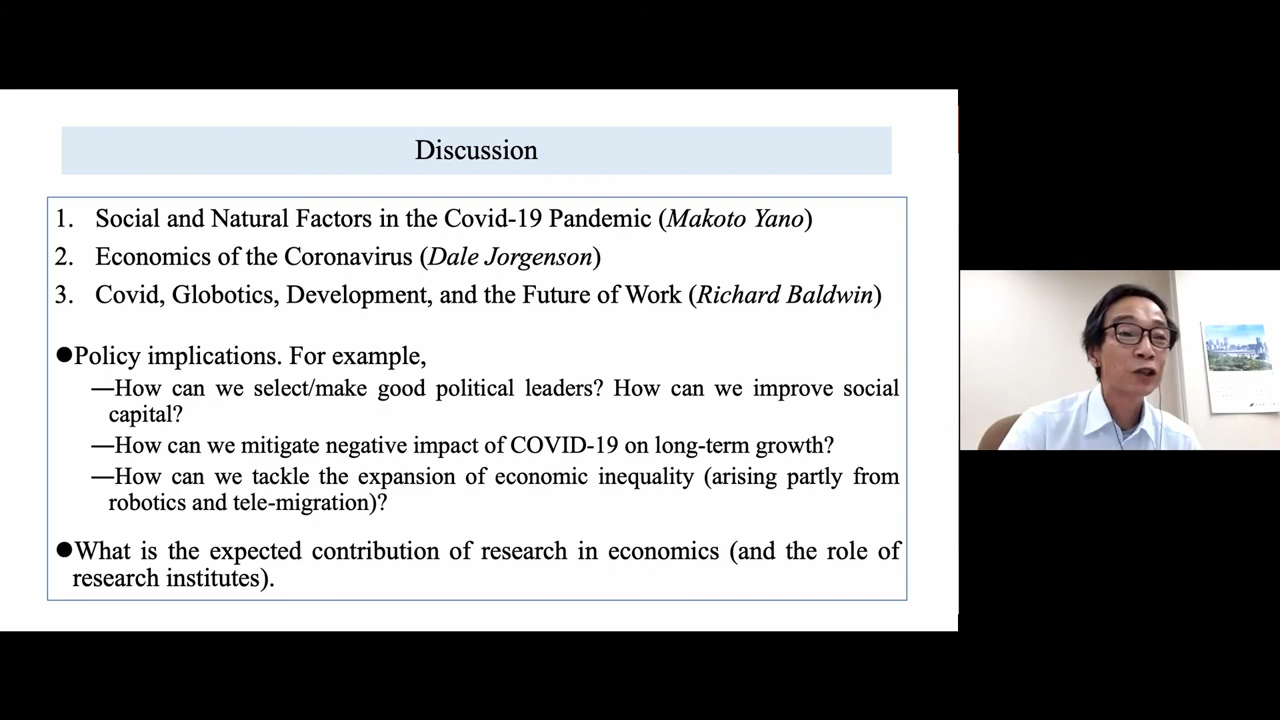 Discussion
1. Social and Natural Factors in the Covid-19 Pandemic (Makoto Yano)
2. Economics of the Coronavirus (Dale Jorgenson)
3. Covid, Globotics, Development, and the Future of Work (Richard Baldwin)
●Policy implications. For example,
—How can we select/make good political leaders? How can we improve social
capital?
—How can we mitigate negative impact of COVID-19 on long-term growth?
—How can we tackle the expansion of economic inequality (arising partly from
robotics and tele-migration)?
●What is the expected contribution of research in economics (and the role of
research institutes).